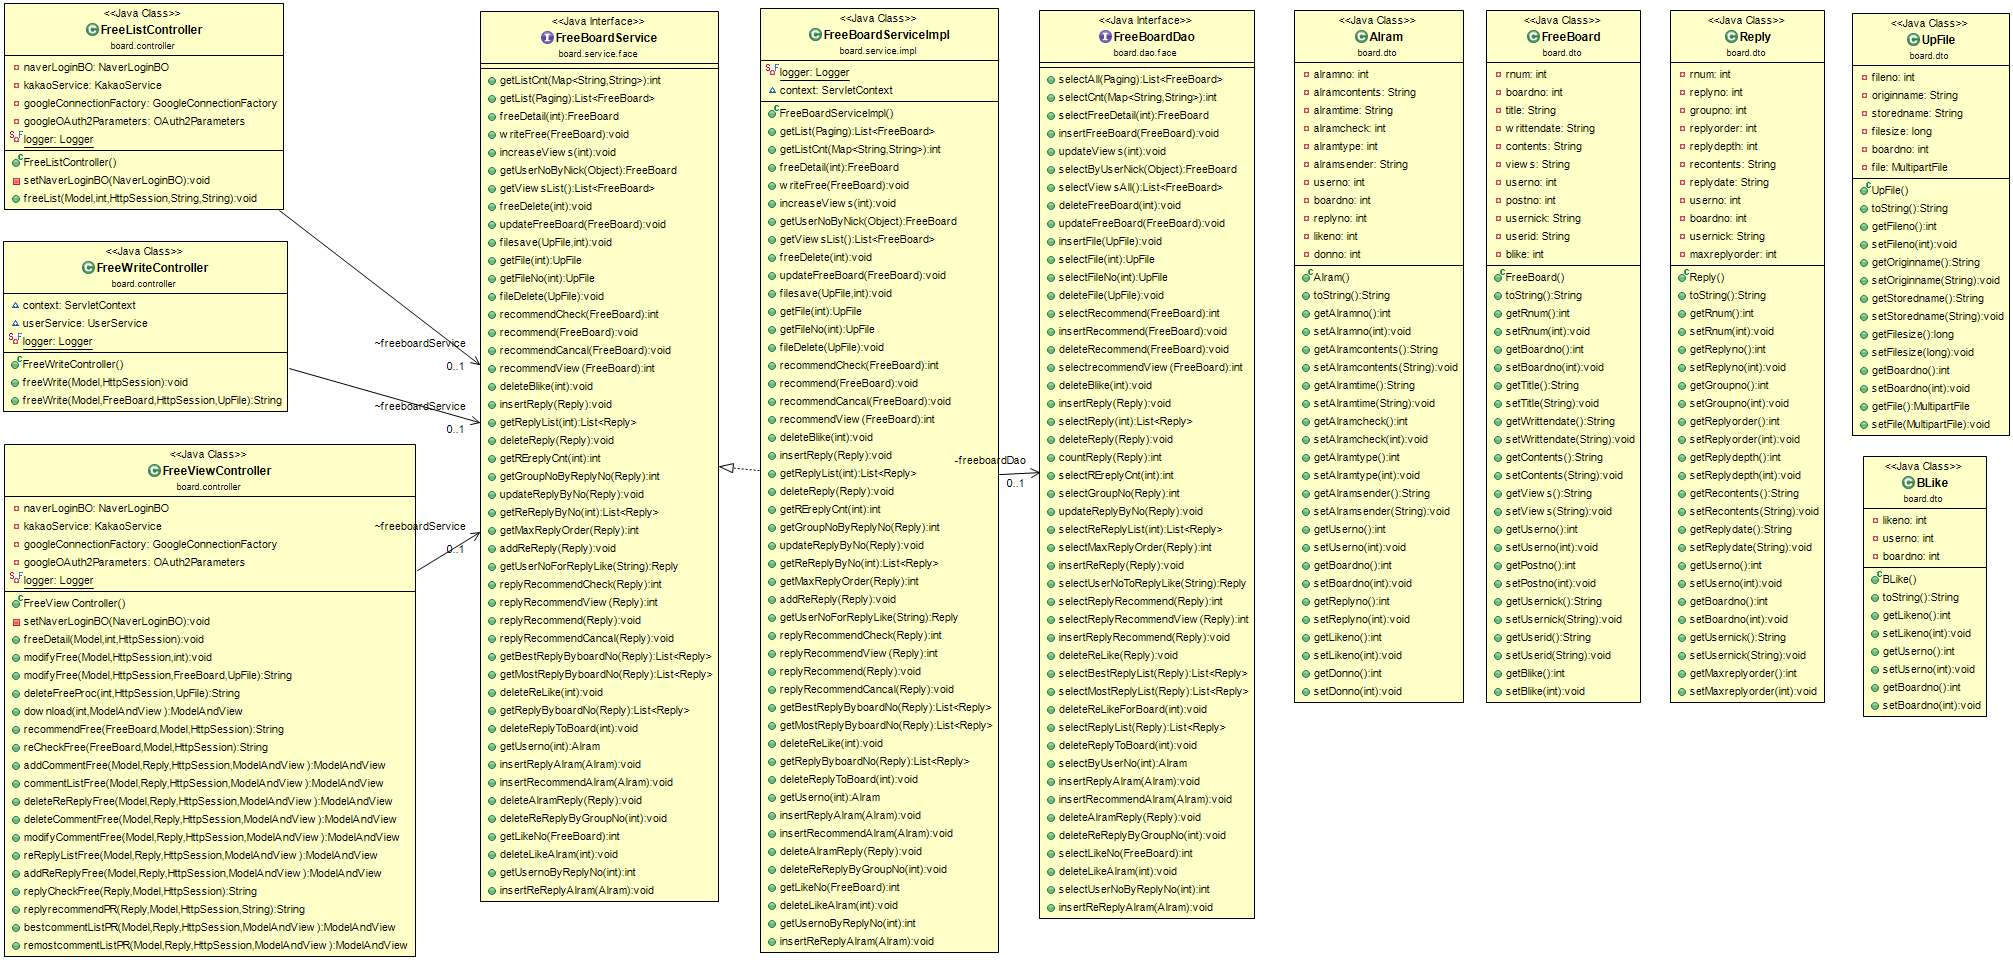 <<Java Class>>
FreeListController
board.controller
naverLoginBO: NaverLoginBO
kakaoService: KakaoService
googleConnectionFactory: GoogleConnectionFactory
googleOAuth2Parameters: OAuth2Parameters
logger: Logger
FreeListController()
setNaverLoginBO(NaverLoginBO):void
freeList(Model,int,HttpSession,String,String):void
<<Java Class>>
FreeWriteController
board.controller
context: ServletContext
userService: UserService
logger: Logger
FreeWriteController()
freeWrite(Model,HttpSession):void
freeWrite(Model,FreeBoard,HttpSession,UpFile):String
<<Java Class>>
FreeViewController
board.controller
naverLoginBO: NaverLoginBO
kakaoService: KakaoService
googleConnectionFactory: GoogleConnectionFactory
googleOAuth2Parameters: OAuth2Parameters
logger: Logger
FreeViewController()
setNaverLoginBO(NaverLoginBO):void
freeDetail(Model,int,HttpSession):void
modifyFree(Model,HttpSession,int):void
modifyFree(Model,HttpSession,FreeBoard,UpFile):String
deleteFreeProc(int,HttpSession,UpFile):String
download(int,ModelAndView):ModelAndView
recommendFree(FreeBoard,Model,HttpSession):String
reCheckFree(FreeBoard,Model,HttpSession):String
addCommentFree(Model,Reply,HttpSession,ModelAndView):ModelAndView
commentListFree(Model,Reply,HttpSession,ModelAndView):ModelAndView
deleteReReplyFree(Model,Reply,HttpSession,ModelAndView):ModelAndView
deleteCommentFree(Model,Reply,HttpSession,ModelAndView):ModelAndView
modifyCommentFree(Model,Reply,HttpSession,ModelAndView):ModelAndView
reReplyListFree(Model,Reply,HttpSession,ModelAndView):ModelAndView
addReReplyFree(Model,Reply,HttpSession,ModelAndView):ModelAndView
replyCheckFree(Reply,Model,HttpSession):String
replyrecommendPR(Reply,Model,HttpSession,String):String
bestcommentListPR(Model,Reply,HttpSession,ModelAndView):ModelAndView
remostcommentListPR(Model,Reply,HttpSession,ModelAndView):ModelAndView
~freeboardService
0..1
~freeboardService
0..1
~freeboardService
0..1
<<Java Interface>>
FreeBoardService
board.service.face
getListCnt(Map<String,String>):int
getList(Paging):List<FreeBoard>
freeDetail(int):FreeBoard
writeFree(FreeBoard):void
increaseViews(int):void
getUserNoByNick(Object):FreeBoard
getViewsList():List<FreeBoard>
freeDelete(int):void
updateFreeBoard(FreeBoard):void
filesave(UpFile,int):void
getFile(int):UpFile
getFileNo(int):UpFile
fileDelete(UpFile):void
recommendCheck(FreeBoard):int
recommend(FreeBoard):void
recommendCancal(FreeBoard):void
recommendView(FreeBoard):int
deleteBlike(int):void
insertReply(Reply):void
getReplyList(int):List<Reply>
deleteReply(Reply):void
getREreplyCnt(int):int
getGroupNoByReplyNo(Reply):int
updateReplyByNo(Reply):void
getReReplyByNo(int):List<Reply>
getMaxReplyOrder(Reply):int
addReReply(Reply):void
getUserNoForReplyLike(String):Reply
replyRecommendCheck(Reply):int
replyRecommendView(Reply):int
replyRecommend(Reply):void
replyRecommendCancal(Reply):void
getBestReplyByboardNo(Reply):List<Reply>
getMostReplyByboardNo(Reply):List<Reply>
deleteReLike(int):void
getReplyByboardNo(Reply):List<Reply>
deleteReplyToBoard(int):void
getUserno(int):Alram
insertReplyAlram(Alram):void
insertRecommendAlram(Alram):void
deleteAlramReply(Reply):void
deleteReReplyByGroupNo(int):void
getLikeNo(FreeBoard):int
deleteLikeAlram(int):void
getUsernoByReplyNo(int):int
insertReReplyAlram(Alram):void
<<Java Class>>
FreeBoardServiceImpl
board.service.impl
logger: Logger
context: ServletContext
FreeBoardServiceImpl()
getList(Paging):List<FreeBoard>
getListCnt(Map<String,String>):int
freeDetail(int):FreeBoard
writeFree(FreeBoard):void
increaseViews(int):void
getUserNoByNick(Object):FreeBoard
getViewsList():List<FreeBoard>
freeDelete(int):void
updateFreeBoard(FreeBoard):void
filesave(UpFile,int):void
getFile(int):UpFile
getFileNo(int):UpFile
fileDelete(UpFile):void
recommendCheck(FreeBoard):int
recommend(FreeBoard):void
recommendCancal(FreeBoard):void
recommendView(FreeBoard):int
deleteBlike(int):void
insertReply(Reply):void
getReplyList(int):List<Reply>
deleteReply(Reply):void
getREreplyCnt(int):int
getGroupNoByReplyNo(Reply):int
updateReplyByNo(Reply):void
getReReplyByNo(int):List<Reply>
getMaxReplyOrder(Reply):int
addReReply(Reply):void
getUserNoForReplyLike(String):Reply
replyRecommendCheck(Reply):int
replyRecommendView(Reply):int
replyRecommend(Reply):void
replyRecommendCancal(Reply):void
getBestReplyByboardNo(Reply):List<Reply>
getMostReplyByboardNo(Reply):List<Reply>
deleteReLike(int):void
getReplyByboardNo(Reply):List<Reply>
deleteReplyToBoard(int):void
getUserno(int):Alram
insertReplyAlram(Alram):void
insertRecommendAlram(Alram):void
deleteAlramReply(Reply):void
deleteReReplyByGroupNo(int):void
getLikeNo(FreeBoard):int
deleteLikeAlram(int):void
getUsernoByReplyNo(int):int
insertReReplyAlram(Alram):void
-freeboardDao
0..1
<<Java Interface>>
FreeBoardDao
board.dao.face
selectAll(Paging):List<FreeBoard>
selectCnt(Map<String,String>):int
selectFreeDetail(int):FreeBoard
insertFreeBoard(FreeBoard):void
updateViews(int):void
selectByUserNick(Object):FreeBoard
selectViewsAll():List<FreeBoard>
deleteFreeBoard(int):void
updateFreeBoard(FreeBoard):void
insertFile(UpFile):void
selectFile(int):UpFile
selectFileNo(int):UpFile
deleteFile(UpFile):void
selectRecommend(FreeBoard):int
insertRecommend(FreeBoard):void
deleteRecommend(FreeBoard):void
selectrecommendView(FreeBoard):int
deleteBlike(int):void
insertReply(Reply):void
selectReply(int):List<Reply>
deleteReply(Reply):void
countReply(Reply):void
selectREreplyCnt(int):int
selectGroupNo(Reply):int
updateReplyByNo(Reply):void
selectReReplyList(int):List<Reply>
selectMaxReplyOrder(Reply):int
insertReReply(Reply):void
selectUserNoToReplyLike(String):Reply
selectReplyRecommend(Reply):int
selectReplyRecommendView(Reply):int
insertReplyRecommend(Reply):void
deleteReLike(Reply):void
selectBestReplyList(Reply):List<Reply>
selectMostReplyList(Reply):List<Reply>
deleteReLikeForBoard(int):void
selectReplyList(Reply):List<Reply>
deleteReplyToBoard(int):void
selectByUserNo(int):Alram
insertReplyAlram(Alram):void
insertRecommendAlram(Alram):void
deleteAlramReply(Reply):void
deleteReReplyByGroupNo(int):void
selectLikeNo(FreeBoard):int
deleteLikeAlram(int):void
selectUserNoByReplyNo(int):int
insertReReplyAlram(Alram):void
<<Java Class>>
Alram
board.dto
alramno: int
alramcontents: String
alramtime: String
alramcheck: int
alramtype: int
alramsender: String
userno: int
boardno: int
replyno: int
likeno: int
donno: int
Alram()
toString():String
getAlramno():int
setAlramno(int):void
getAlramcontents():String
setAlramcontents(String):void
getAlramtime():String
setAlramtime(String):void
getAlramcheck():int
setAlramcheck(int):void
getAlramtype():int
setAlramtype(int):void
getAlramsender():String
setAlramsender(String):void
getUserno():int
setUserno(int):void
getBoardno():int
setBoardno(int):void
getReplyno():int
setReplyno(int):void
getLikeno():int
setLikeno(int):void
getDonno():int
setDonno(int):void
<<Java Class>>
FreeBoard
board.dto
rnum: int
boardno: int
title: String
writtendate: String
contents: String
views: String
userno: int
postno: int
usernick: String
userid: String
blike: int
FreeBoard()
toString():String
getRnum():int
setRnum(int):void
getBoardno():int
setBoardno(int):void
getTitle():String
setTitle(String):void
getWrittendate():String
setWrittendate(String):void
getContents():String
setContents(String):void
getViews():String
setViews(String):void
getUserno():int
setUserno(int):void
getPostno():int
setPostno(int):void
getUsernick():String
setUsernick(String):void
getUserid():String
setUserid(String):void
getBlike():int
setBlike(int):void
<<Java Class>>
Reply
board.dto
rnum: int
replyno: int
groupno: int
replyorder: int
replydepth: int
recontents: String
replydate: String
userno: int
boardno: int
usernick: String
maxreplyorder: int
Reply()
toString():String
getRnum():int
setRnum(int):void
getReplyno():int
setReplyno(int):void
getGroupno():int
setGroupno(int):void
getReplyorder():int
setReplyorder(int):void
getReplydepth():int
setReplydepth(int):void
getRecontents():String
setRecontents(String):void
getReplydate():String
setReplydate(String):void
getUserno():int
setUserno(int):void
getBoardno():int
setBoardno(int):void
getUsernick():String
setUsernick(String):void
getMaxreplyorder():int
setMaxreplyorder(int):void
<<Java Class>>
UpFile
board.dto
fileno: int
originname: String
storedname: String
filesize: long
boardno: int
file: MultipartFile
UpFile()
toString():String
getFileno():int
setFileno(int):void
getOriginname():String
setOriginname(String):void
getStoredname():String
setStoredname(String):void
getFilesize():long
setFilesize(long):void
getBoardno():int
setBoardno(int):void
getFile():MultipartFile
setFile(MultipartFile):void
<<Java Class>>
BLike
board.dto
likeno: int
userno: int
boardno: int
BLike()
toString():String
getLikeno():int
setLikeno(int):void
getUserno():int
setUserno(int):void
getBoardno():int
setBoardno(int):void